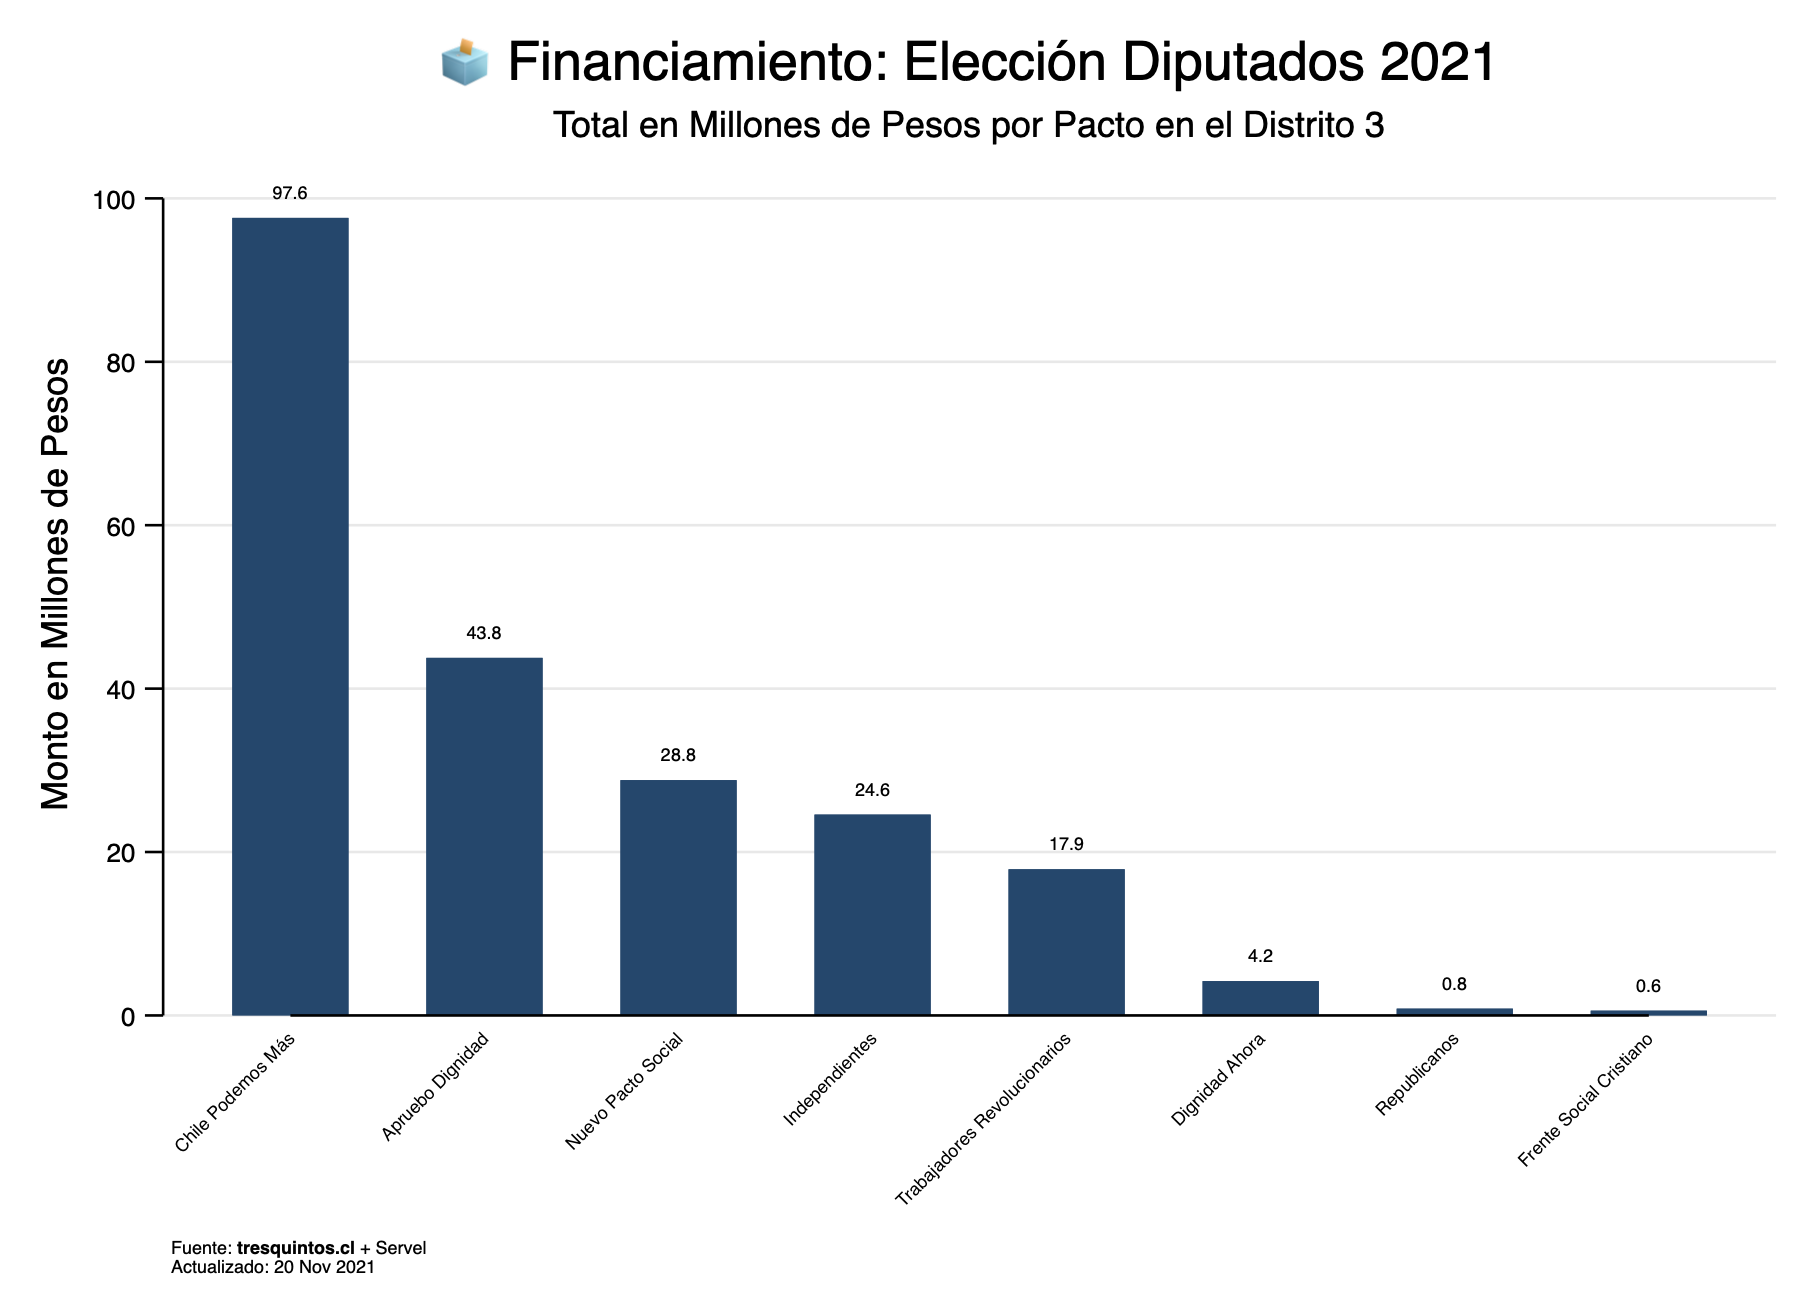 Financiamiento: Elección Diputados 2021
Total en Millones de Pesos por Pacto en el Distrito 3
Monto en Millones de Pesos
100
80
60
40
20
0
97.6
43.8
28.8
24.6
17.9
4.2
0.8
0.6
Chile Podemos Más
Apruebo Dignidad
Nuevo Pacto Social
Independientes
Trabajadores Revolucionarios
Dignidad Ahora
Republicanos
Frente Social Cristiano
Fuente: tresquintos.cl + Servel
Actualizado: 20 Nov 2021